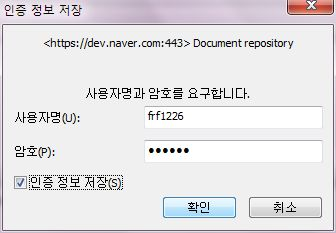 인증 정보 저장
<https://dev.naver.com:443> Document repository
사용자명과 암호를 요구합니다.
사용자명(U):
frf1226
암호(P):
●●●●●●
인증 정보 저장(S)
확인
취소